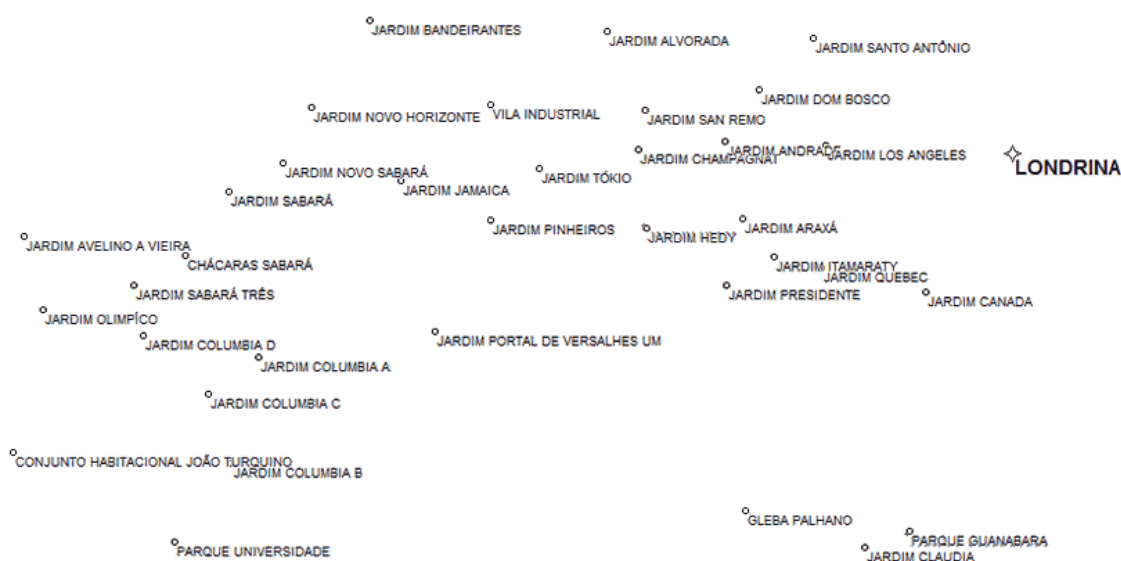 JARDIM BANDEIRANTES
JARDIM ALVORADA
JARDIM SANTO ANTÔNIO
JARDIM DOM BOSCO
JARDIM NOVO HORIZONTE
VILA INDUSTRIAL
JARDIM SAN REMO
JARDIM ANDRADE
JARDIM LOS ANGELES
JARDIM CHAMPAGNAT
LONDRINA
JARDIM NOVO SABARÁ
JARDIM TÓKIO
JARDIM JAMAICA
JARDIM SABARÁ
JARDIM PINHEIROS
JARDIM ARAXÁ
JARDIM HEDY
JARDIM AVELINO A VIEIRA
CHÁCARAS SABARÁ
JARDIM ITAMARATY
JARDIM QUEBEC
JARDIM SABARÁ TRÊS
JARDIM PRESIDENTE
JARDIM CANADA
JARDIM OLIMPÍCO
JARDIM COLUMBIA D
JARDIM PORTAL DE VERSALHES UM
JARDIM COLUMBIA A
JARDIM COLUMBIA C
CONJUNTO HABITACIONAL JOÃO TURQUINO
JARDIM COLUMBIA B
GLEBA PALHANO
PARQUE GUANABARA
PARQUE UNIVERSIDADE
JARDIM CLAUDIA